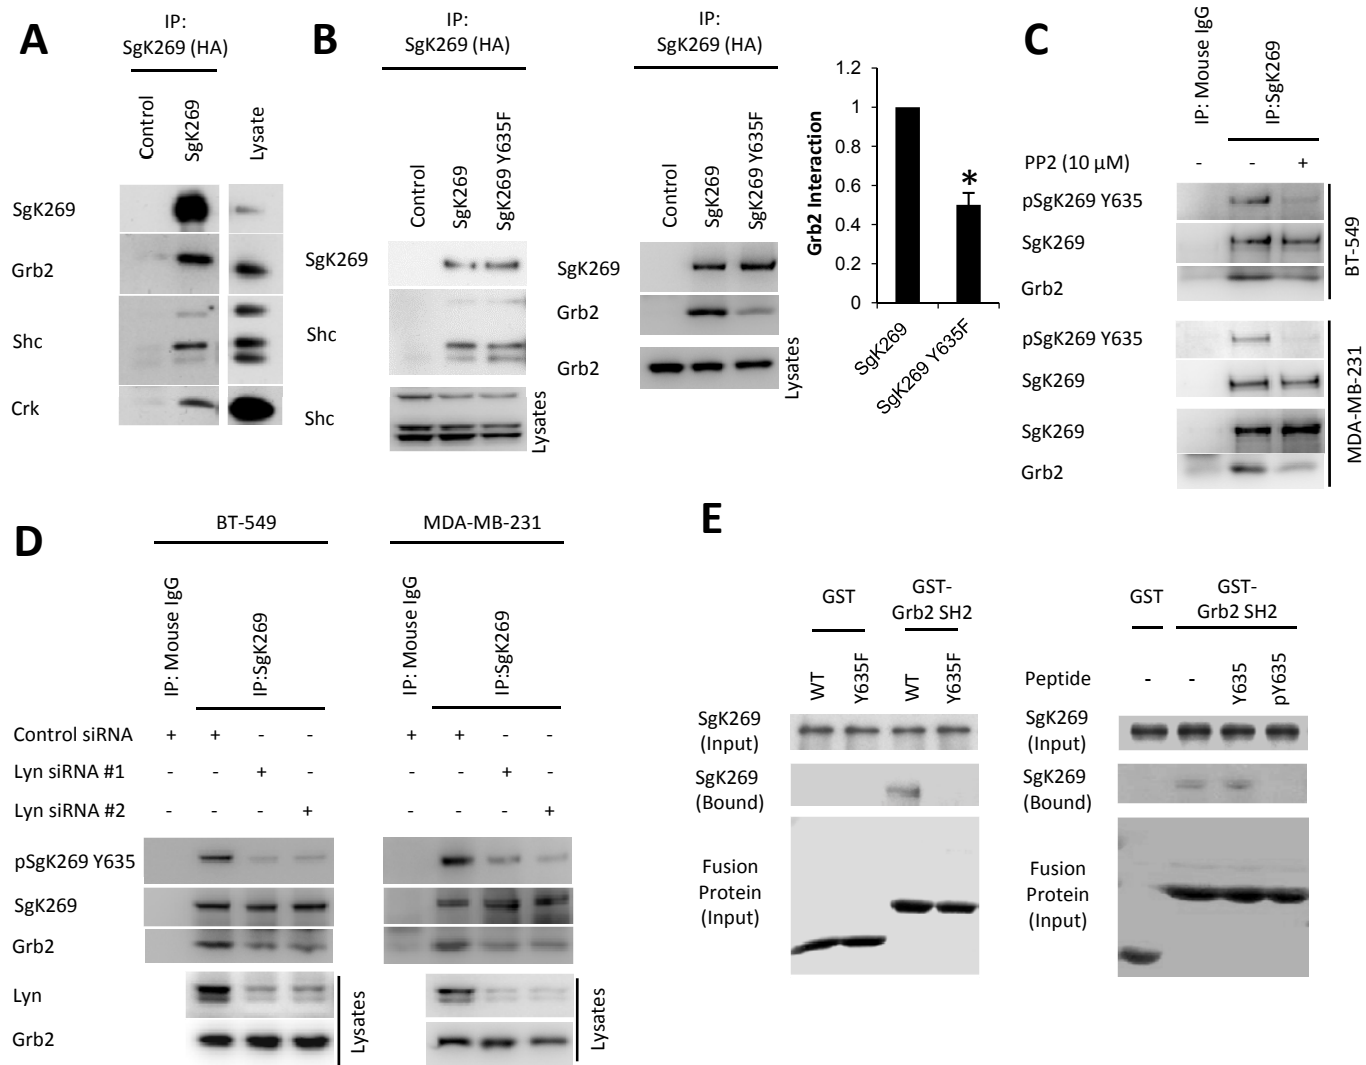 A
IP:
SgK269 (HA)
Control
SgK269
Lysate
SgK269
Grb2
Shc
Crk
B
IP:
SgK269 (HA)
Control
SgK269
SgK269 Y635F
SgK269
Shc
Shc
Lysates
IP:
SgK269 (HA)
Control
SgK269
SgK269 Y635F
SgK269
Grb2
Grb2
Lysates
Grb2 Interaction
1.2
1
0.8
0.6
0.4
0.2
0
*
SgK269
SgK269 Y635F
C
IP: Mouse IgG
IP:SgK269
PP2 (10 µM) - - +
pSgK269 Y635
SgK269
Grb2
BT-549
pSgK269 Y635
SgK269
SgK269
Grb2
MDA-MB-231
D
BT-549
MDA-MB-231
IP: Mouse IgG
IP:SgK269
IP: Mouse IgG
IP:SgK269
Control siRNA + + - - + + - -
Lyn siRNA #1 - - + - - - + -
Lyn siRNA #2 - - - + - - - +
pSgK269 Y635
SgK269
Grb2
Lyn
Grb2
Lysates
Lysates
E
GST
GST-
Grb2 SH2
WT
Y635F
WT
Y635F
SgK269
(Input)
SgK269
(Bound)
Fusion
Protein
(Input)
GST
GST-
Grb2 SH2
Peptide - - Y635 pY635
SgK269
(Input)
SgK269
(Bound)
Fusion
Protein
(Input)